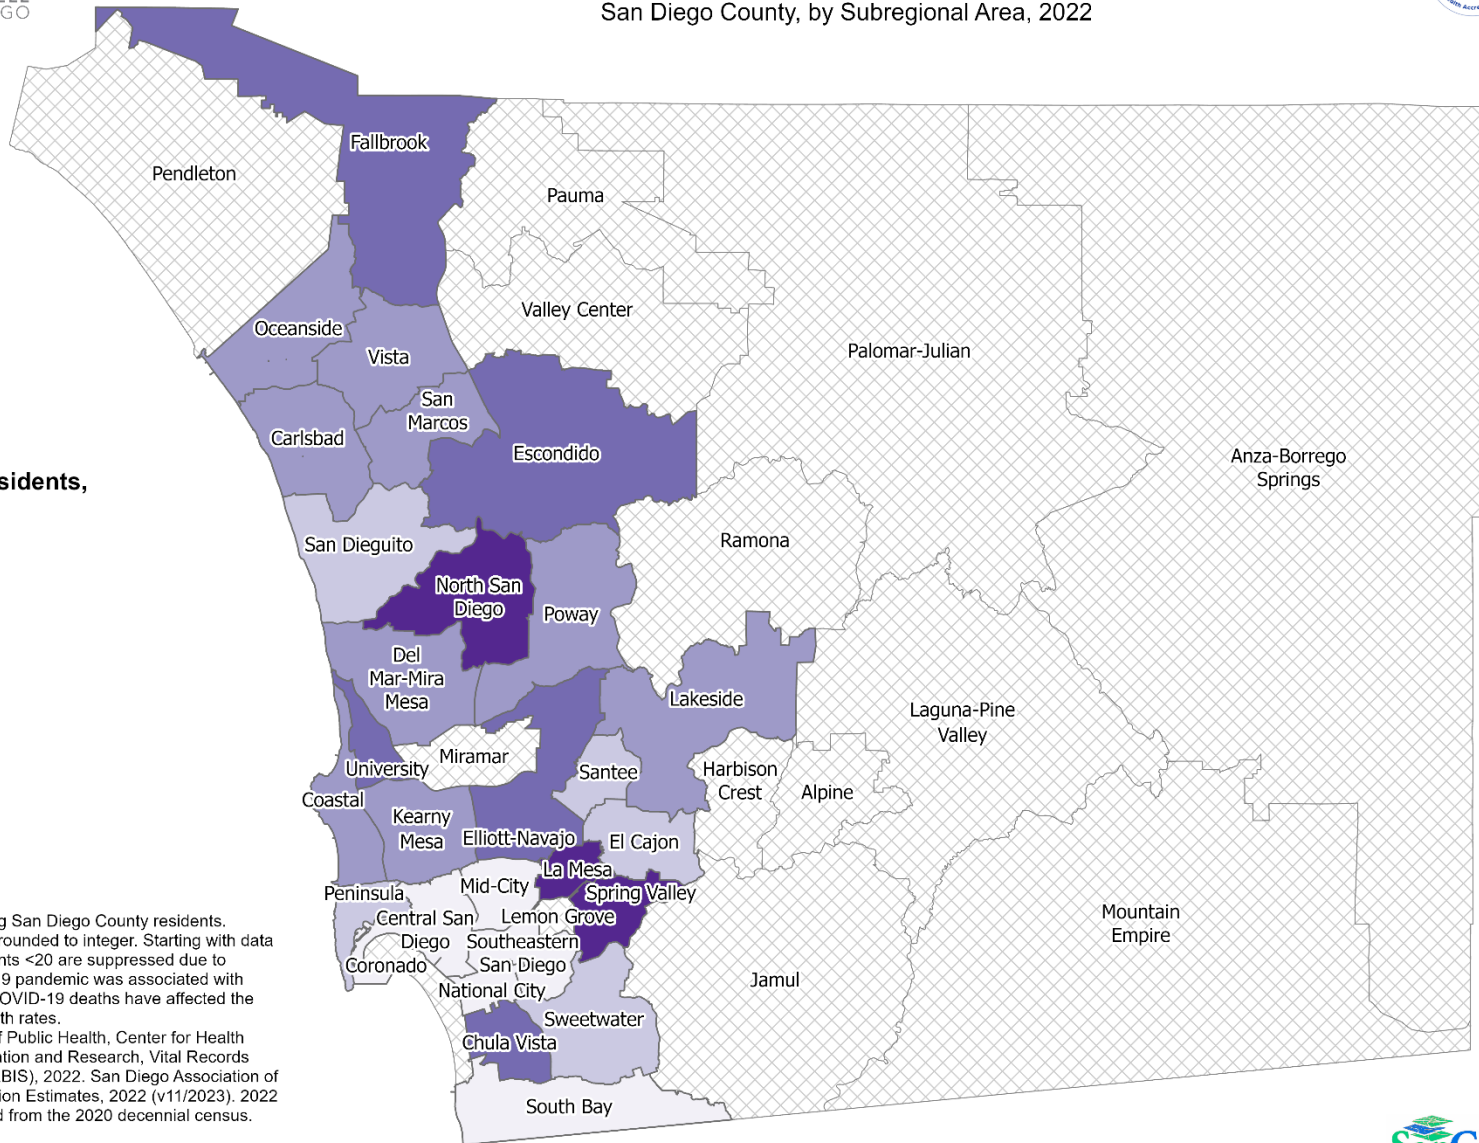 GO
San Diego County, by Subregional Area, 2022
Fallbrook
Pendleton
Pauma
Valley Center
Oceanside
Vista
Palomar-Julian
San
Marcos
Carlsbad
Escondido
Anza-Borrego
Springs
sidents,
San Dieguito
Ramona
North San
Diego
Poway
Del
Mar-Mira
Mesa
Lakeside
Laguna-Pine
Valley
Miramar
University
Santee
Harbison
Crest
Alpine
Coastal
Kearny
Mesa
Elliott-Navajo
El Cajon
La Mesa
Peninsula
Mid-City
Spring Valley
Central San
Diego
Lemon Grove
Southeastern
San Diego
Coronado
Mountain
Empire
Jamul
National City
Sweetwater
Chula Vista
South Bay
g San Diego County residents.
rounded to integer. Starting with data
nts <20 are suppressed due to
9 pandemic was associated with
OVID-19 deaths have affected the
th rates.
f Public Health, Center for Health
ation and Research, Vital Records
BIS), 2022. San Diego Association of
ion Estimates, 2022 (v11/2023). 2022
d from the 2020 decennial census.